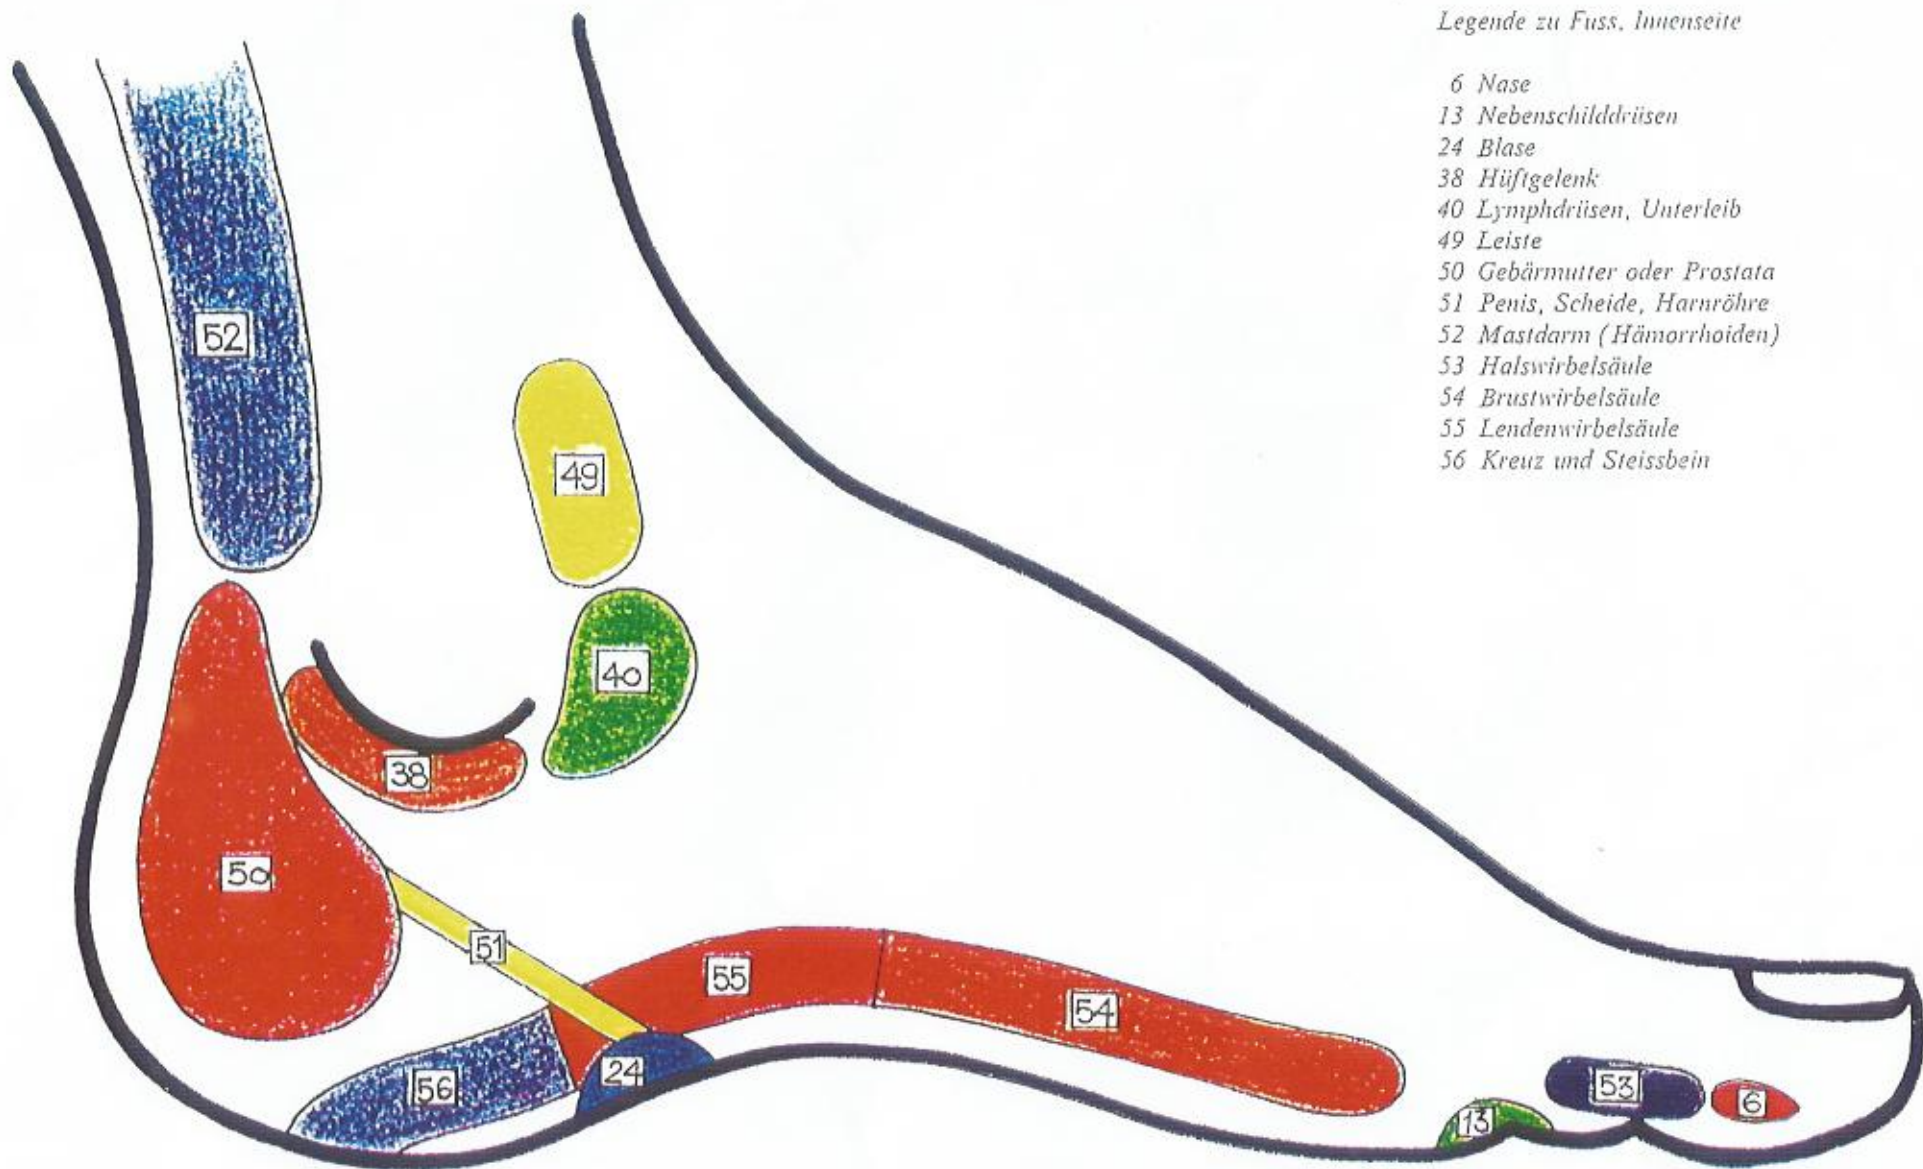 Legende zu Fuss, Innenseite
6 Nase
13 Nebenschilddrüsen
24 Blase
38 Hüftgelenk
40 Lymphdrüsen, Unterleib
49 Leiste
50 Gebärmutter oder Prostata
51 Penis, Scheide, Harnröhre
52 Mastdarm (Hämorrhoiden)
53 Halswirbelsäule
54 Brustwirbelsäule
55 Lendenwirbelsäule
56 Kreuz und Steissbein
52
49
40
38
50
51
55
54
56
24
53
6
13